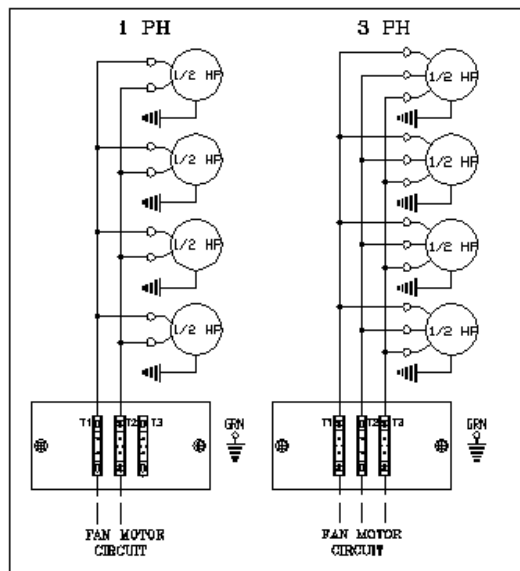 1 PH
1/2 HP
1/2 HP
1/2 HP
1/2 HP
T1 T2 T3
GRN
FAN MOTOR
CIRCUIT
3 PH
1/2 HP
1/2 HP
1/2 HP
1/2 HP
T1 T2 T3
GRN
FAN MOTOR
CIRCUIT